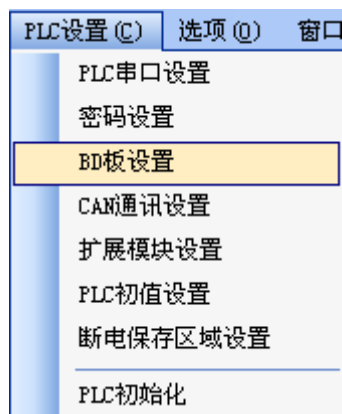 PLC设置(C) 选项(O) 窗口
PLC串口设置
密码设置
BD板设置
CAN通讯设置
扩展模块设置
PLC初值设置
断电保存区域设置
PLC初始化